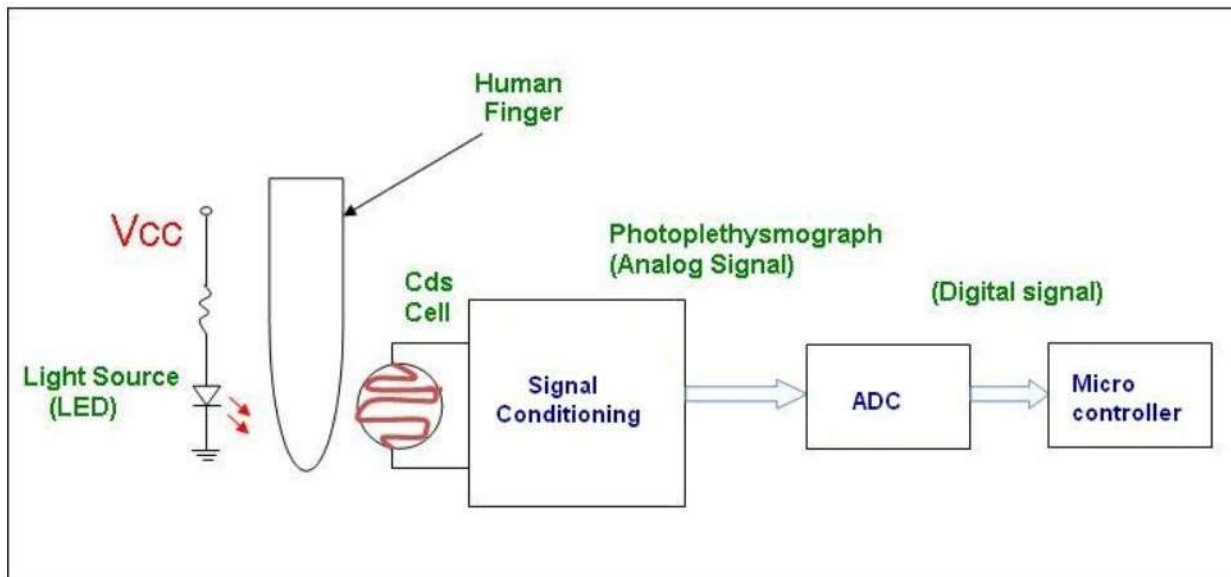 Human
Finger
Vcc
Photoplethysmograph
(Analog Signal)
Cds
Cell
(Digital signal)
Light Source
(LED)
Signal
Conditioning
ADC
Micro
controller